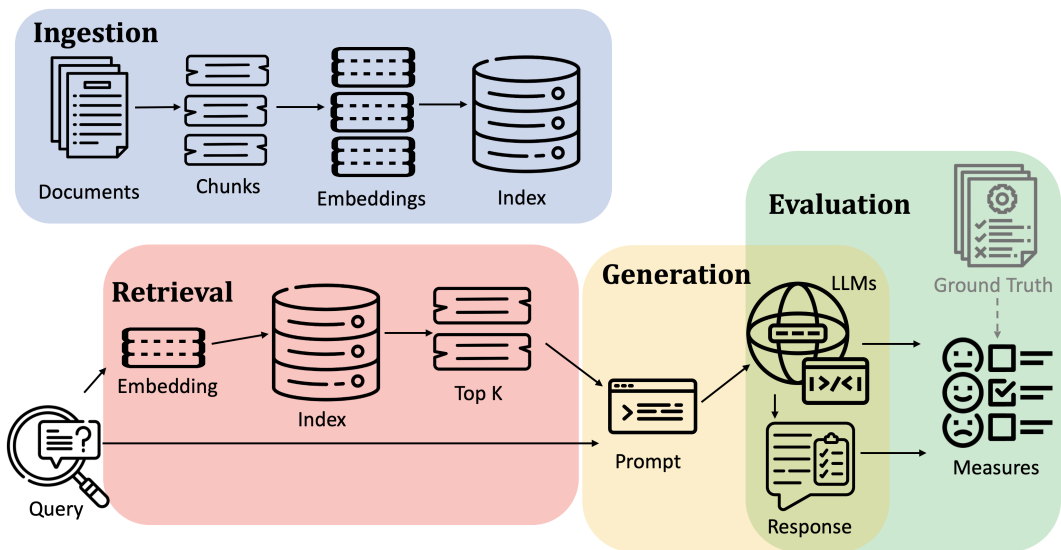 Ingestion
Documents
Chunks
Embeddings
Index
Evaluation
Ground Truth
Retrieval
Embedding
Index
Top K
Generation
LLMs
|>/<|
?
Query
>
Prompt
Response
Measures